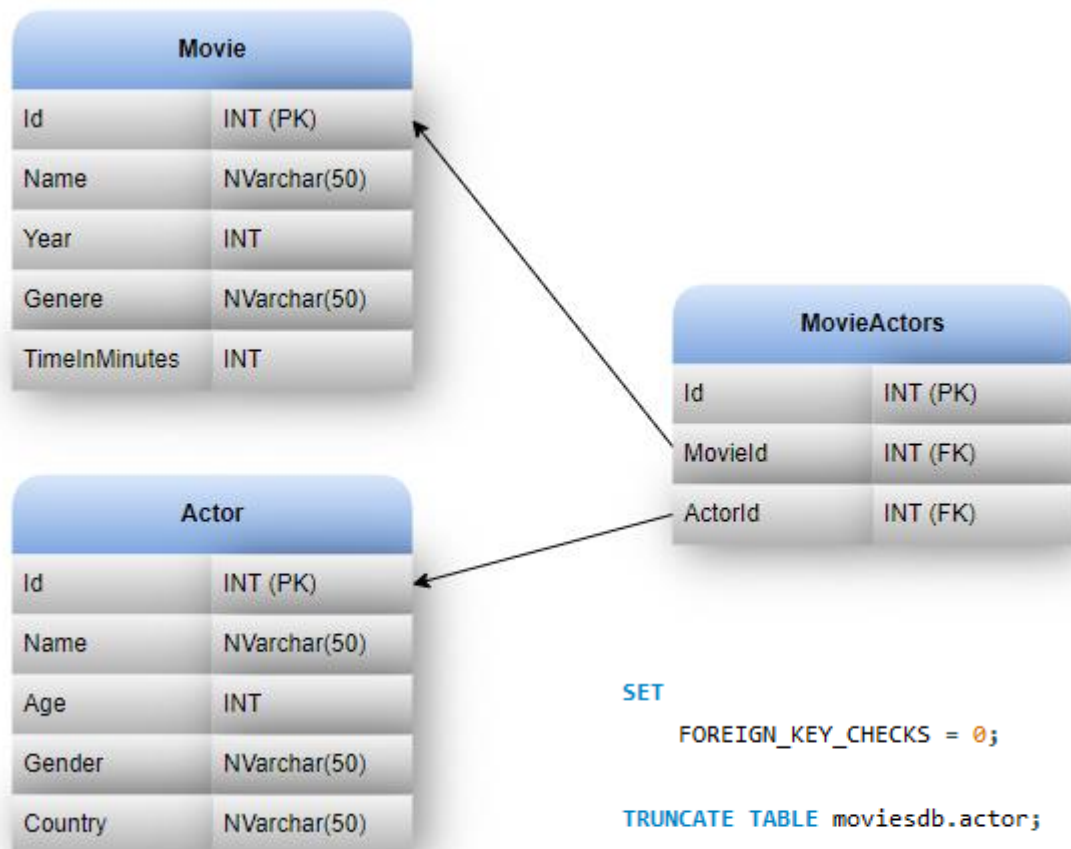 Movie
Id INT (PK)
Name NVarchar(50)
Year INT
Genere NVarchar(50)
TimeInMinutes INT
MovieActors
Id INT (PK)
MovieId INT (FK)
ActorId INT (FK)
Actor
Id INT (PK)
Name NVarchar(50)
Age INT
Gender NVarchar(50)
Country NVarchar(50)
SET
FOREIGN_KEY_CHECKS = 0;
TRUNCATE TABLE moviesdb.actor;